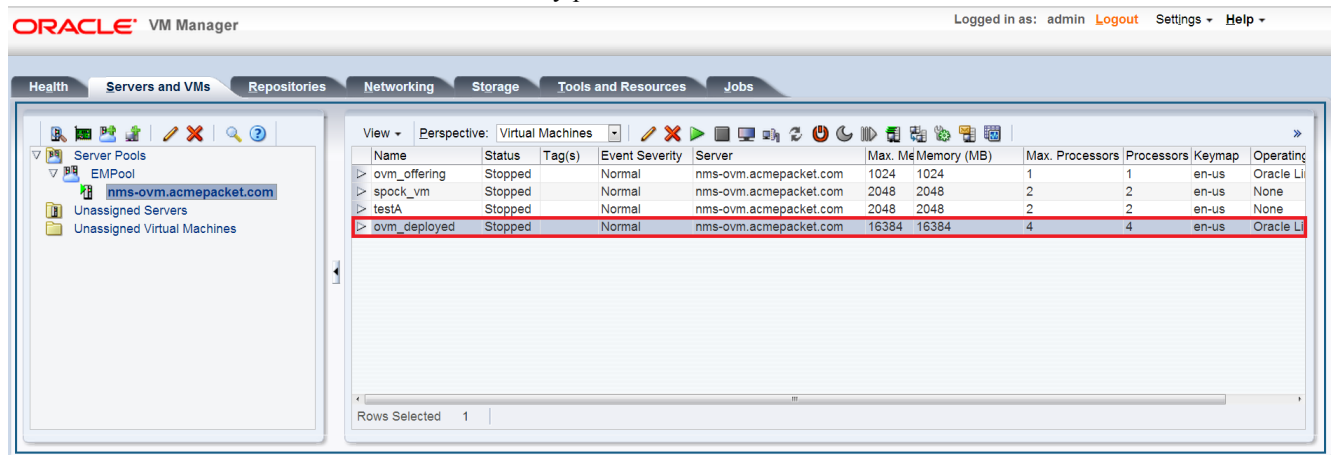 ORACLE VM Manager
Logged in as: admin Logout Settings Help
Health Servers and VMs Repositories Networking Storage Tools and Resources Jobs
View Perspective: Virtual Machines
Server Pools
EMPool
nms-ovm.acmepacket.com
Unassigned Servers
Unassigned Virtual Machines
Name Status Tag(s) Event Severity Server Max. Me Memory (MB) Max. Processors Processors Keymap Operating
ovm_offering Stopped Normal nms-ovm.acmepacket.com 1024 1024 1 1 en-us Oracle Li
spock_vm Stopped Normal nms-ovm.acmepacket.com 2048 2048 2 2 en-us None
testA Stopped Normal nms-ovm.acmepacket.com 2048 2048 2 2 en-us None
ovm_deployed Stopped Normal nms-ovm.acmepacket.com 16384 16384 4 4 en-us Oracle Li
Rows Selected 1